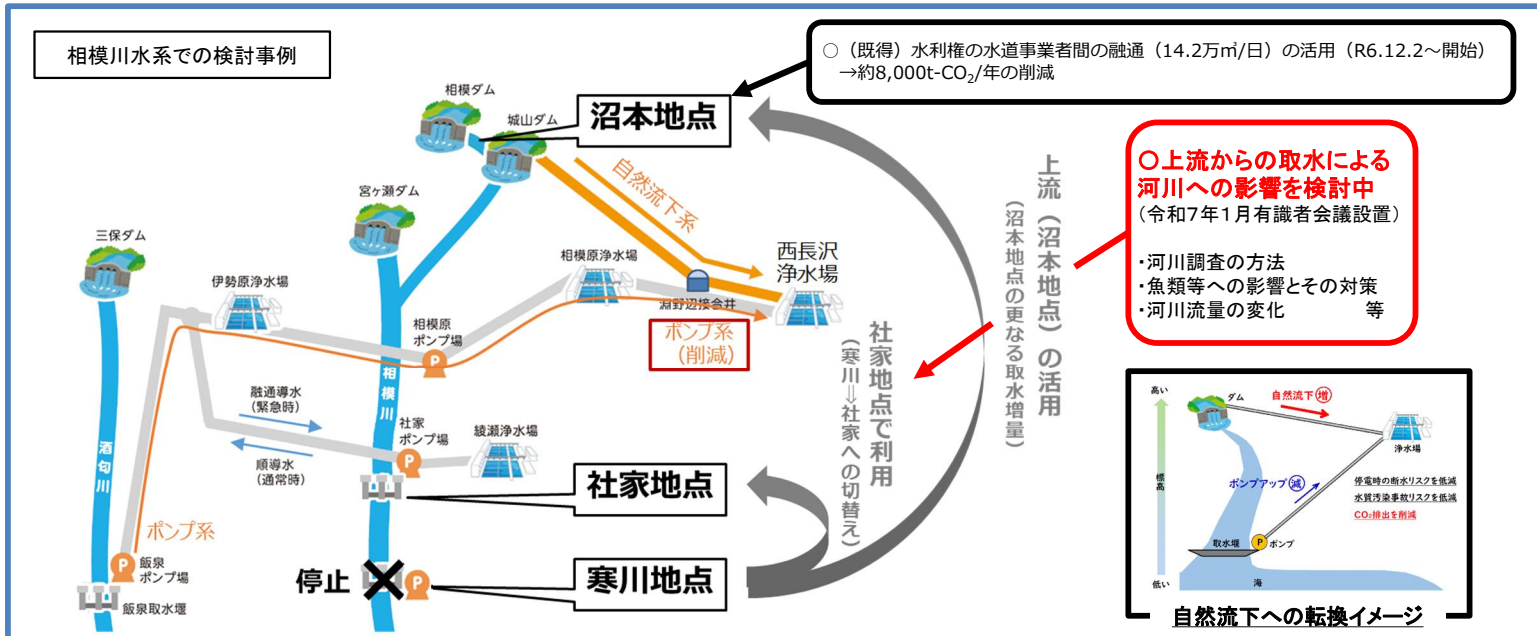 相模川水系での検討事例
○（既得）水利権の水道事業者間の融通（14.2万㎥/日）の活用（R6.12.2～開始）
→約8,000t-CO₂/年の削減
相模ダム
沼本地点
城山ダム
自然流下系
宮ヶ瀬ダム
三保ダム
伊勢原浄水場
相模原浄水場
西長沢
浄水場
淵野辺接合井
相模原
ポンプ場
P
ポンプ系
（削減）
相模川
酒匂川
融通導水
（緊急時）
順導水
（通常時）
社家
ポンプ場
P
綾瀬浄水場
社家地点
ポンプ系
P
飯泉
ポンプ場
飯泉取水堰
停止
P
寒川地点
上流（沼本地点）の活用
（沼本地点の更なる取水増量）
社家地点で利用
（寒川⇒社家への切替え）
○上流からの取水による
河川への影響を検討中
（令和７年１月有識者会議設置）
・河川調査の方法
・魚類等への影響とその対策
・河川流量の変化　　　等
高い
標高
低い
ダム
自然流下 増
浄水場
ポンプアップ 減
停電時の断水リスクを低減
水質汚染事故リスクを低減
CO₂排出を削減
取水堰
P
ポンプ
海
自然流下への転換イメージ